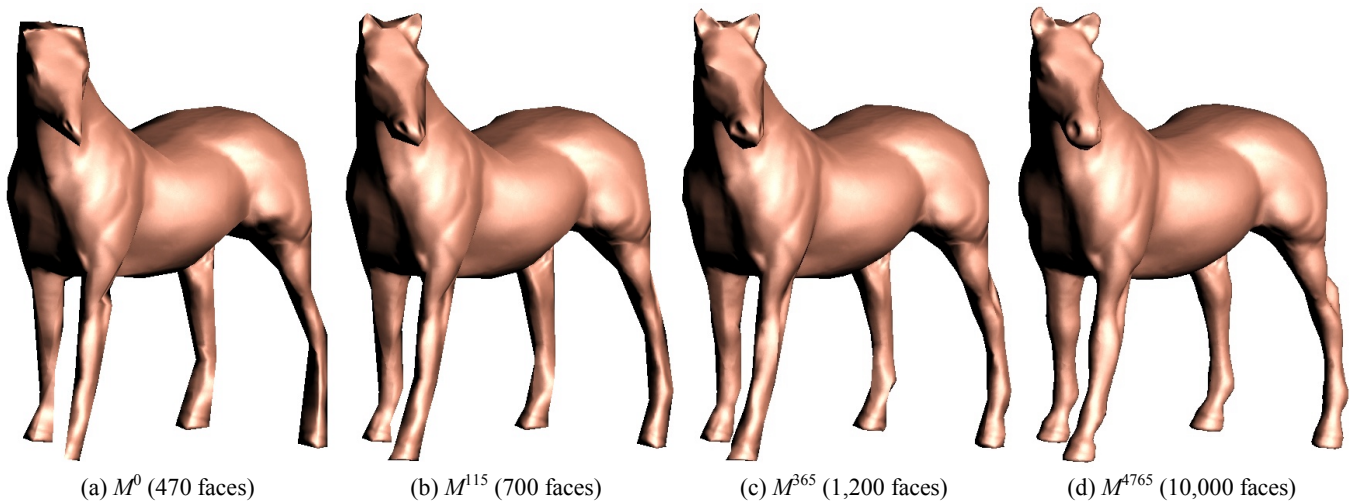 (a) M⁰ (470 faces)
(b) M¹¹⁵ (700 faces)
(c) M³⁶⁵ (1,200 faces)
(d) M⁴⁷⁶⁵ (10,000 faces)